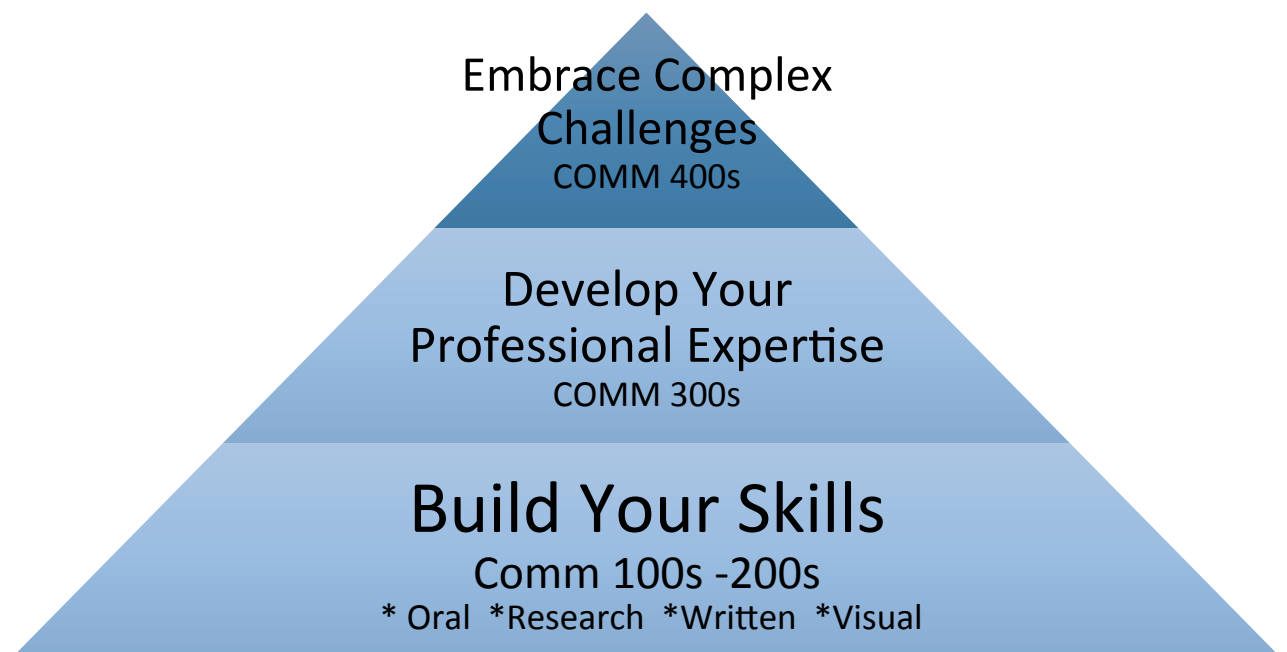 Embrace Complex
Challenges
COMM 400s
Develop Your
Professional Expertise
COMM 300s
Build Your Skills
Comm 100s -200s
* Oral  *Research  *Written  *Visual